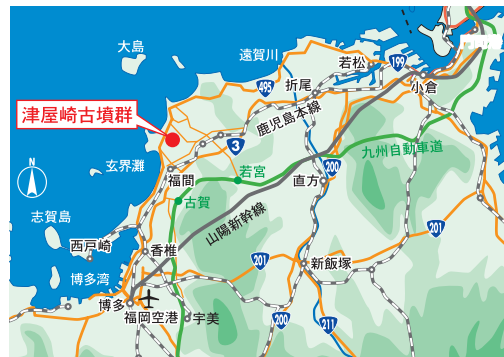 大島
遠賀川
若松
199
小倉
495
折尾
津屋崎古墳群
鹿児島本線
3
九州自動車道
玄界灘
N
福間
若宮
200
直方
古賀
志賀島
山陽新幹線
西戸崎
香椎
201
201
新飯塚
博多湾
博多
福岡空港
宇美
200
211